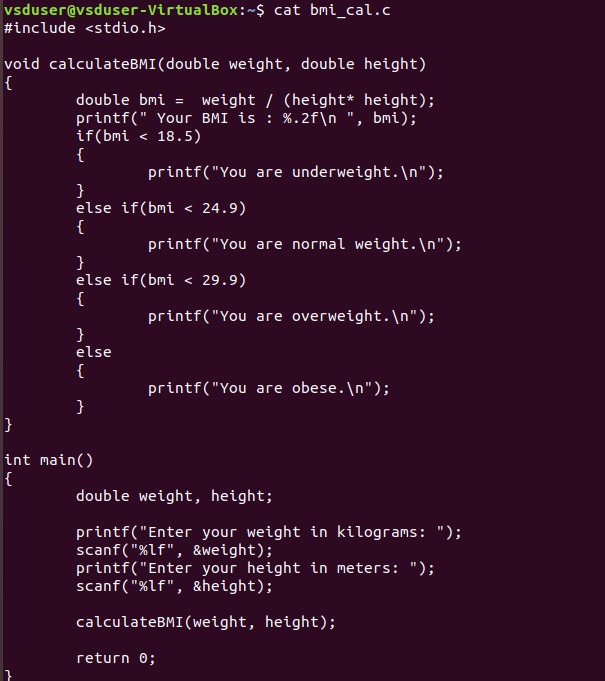 vsduser@vsduser-VirtualBox:~$ cat bmi_cal.c
#include <stdio.h>

void calculateBMI(double weight, double height)
{
        double bmi =  weight / (height* height);
        printf(" Your BMI is : %.2f\n ", bmi);
        if(bmi < 18.5)
        {
                printf("You are underweight.\n");
        }
        else if(bmi < 24.9)
        {
                printf("You are normal weight.\n");
        }
        else if(bmi < 29.9)
        {
                printf("You are overweight.\n");
        }
        else
        {
                printf("You are obese.\n");
        }
}

int main()
{
        double weight, height;

        printf("Enter your weight in kilograms: ");
        scanf("%lf", &weight);
        printf("Enter your height in meters: ");
        scanf("%lf", &height);

        calculateBMI(weight, height);

        return 0;
}